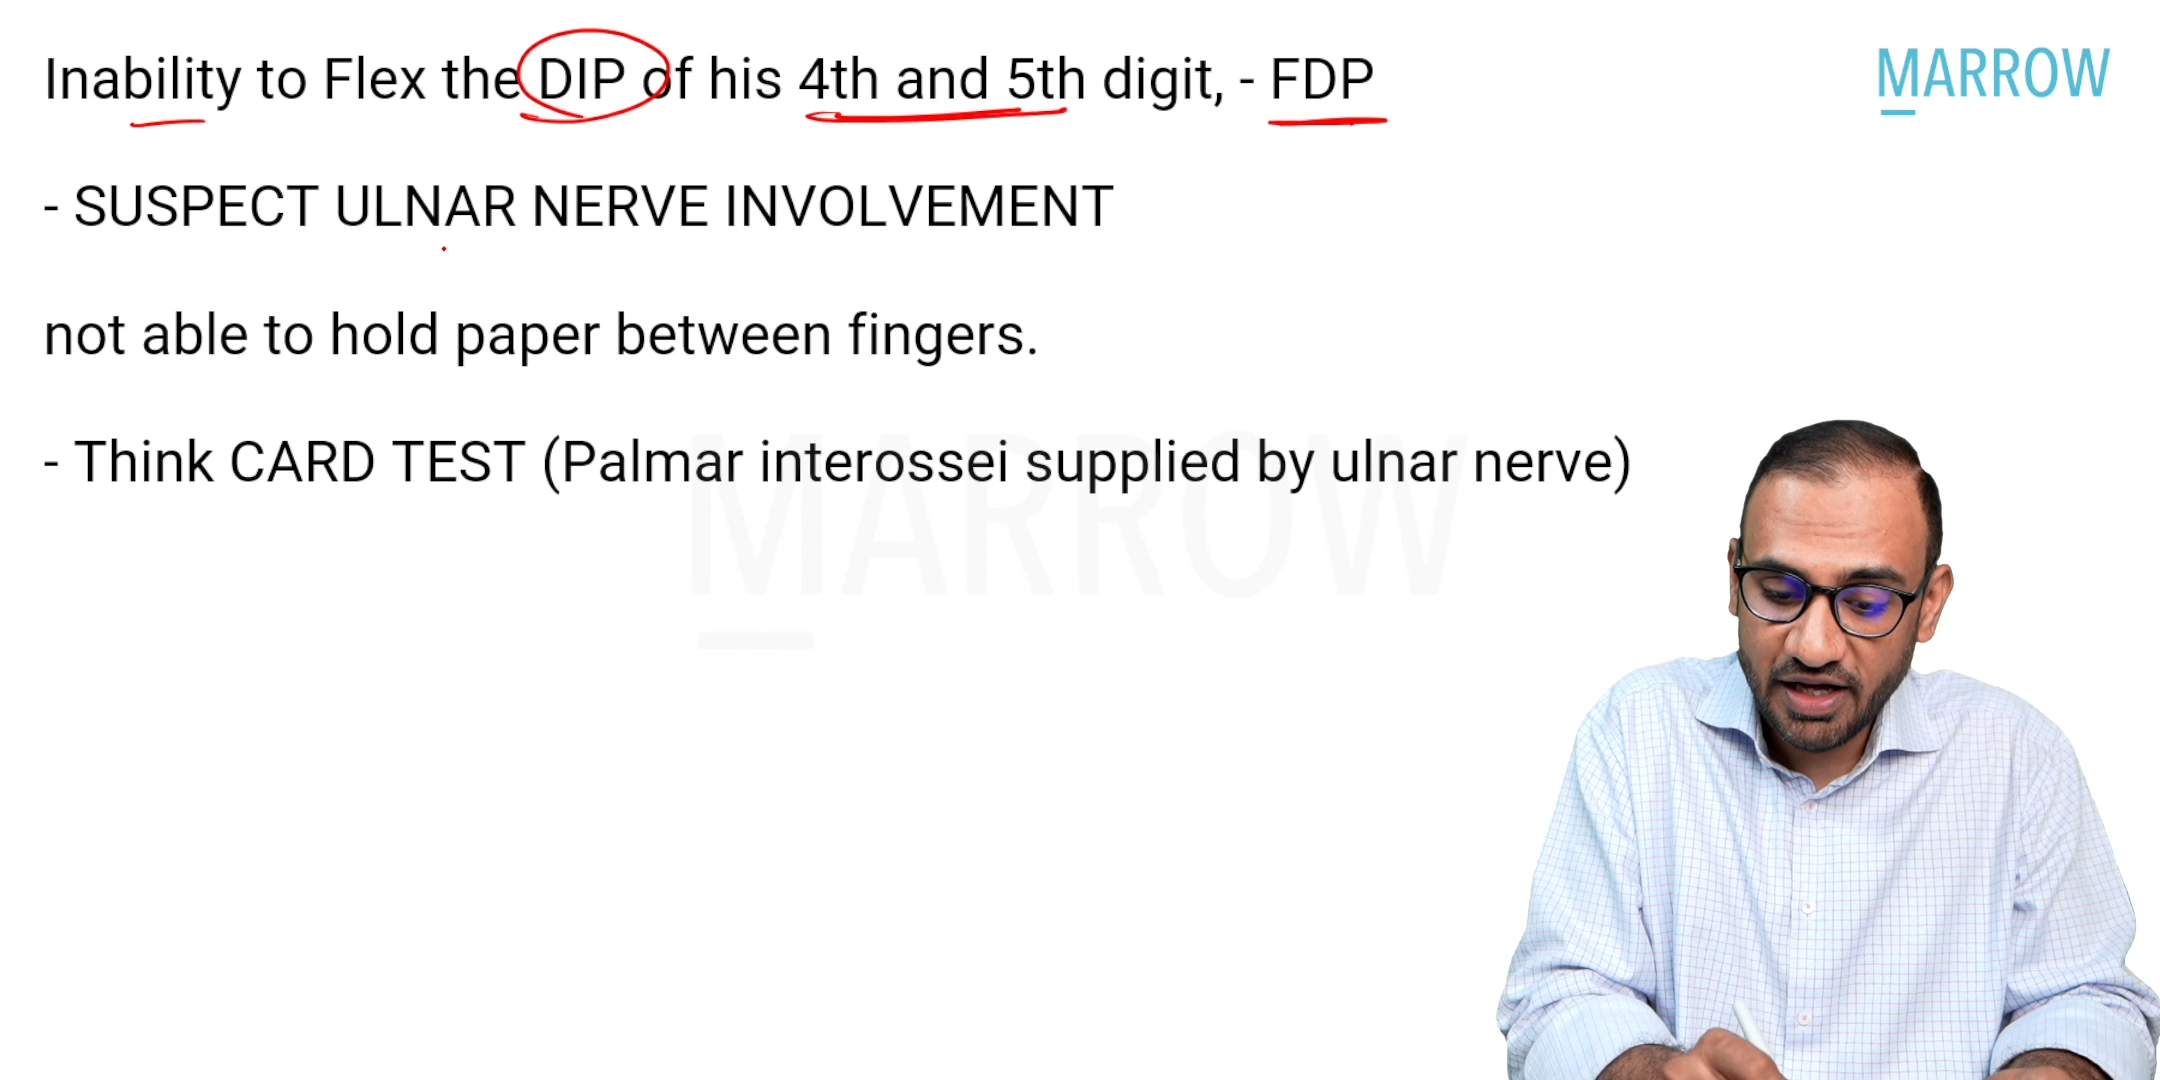 Inability to Flex the DIP of his 4th and 5th digit, - FDP
MARROW
- SUSPECT ULNAR NERVE INVOLVEMENT
not able to hold paper between fingers.
- Think CARD TEST (Palmar interossei supplied by ulnar nerve)
MARROW